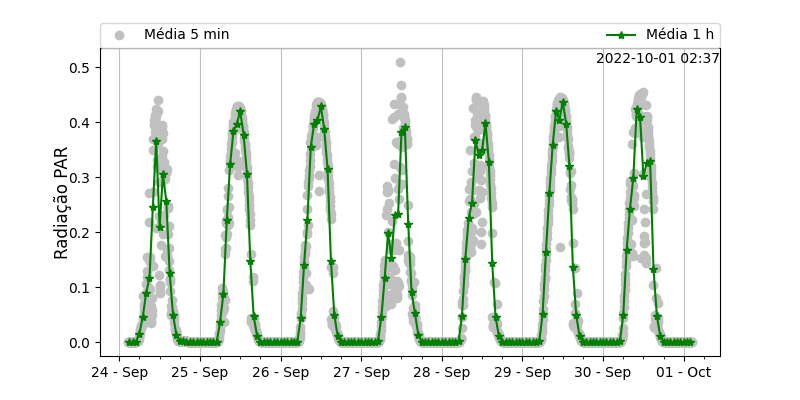 Média 5 min
Média 1 h
2022-10-01 02:37
Radiação PAR
0.5
0.4
0.3
0.2
0.1
0.0
24 - Sep
25 - Sep
26 - Sep
27 - Sep
28 - Sep
29 - Sep
30 - Sep
01 - Oct